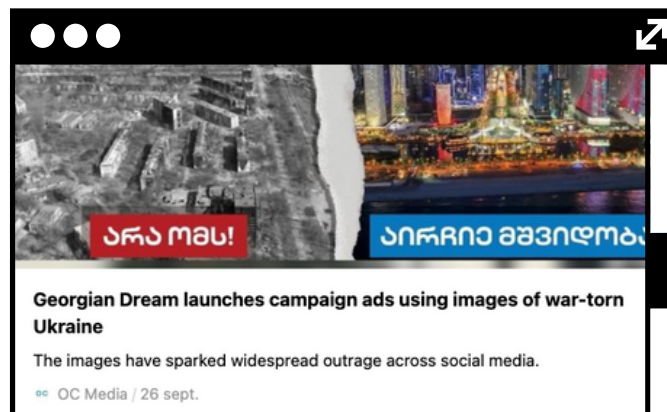 არა ომს!
აირჩიე მშვიდობა
Georgian Dream launches campaign ads using images of war-torn
Ukraine
The images have sparked widespread outrage across social media.
oc OC Media / 26 sept.